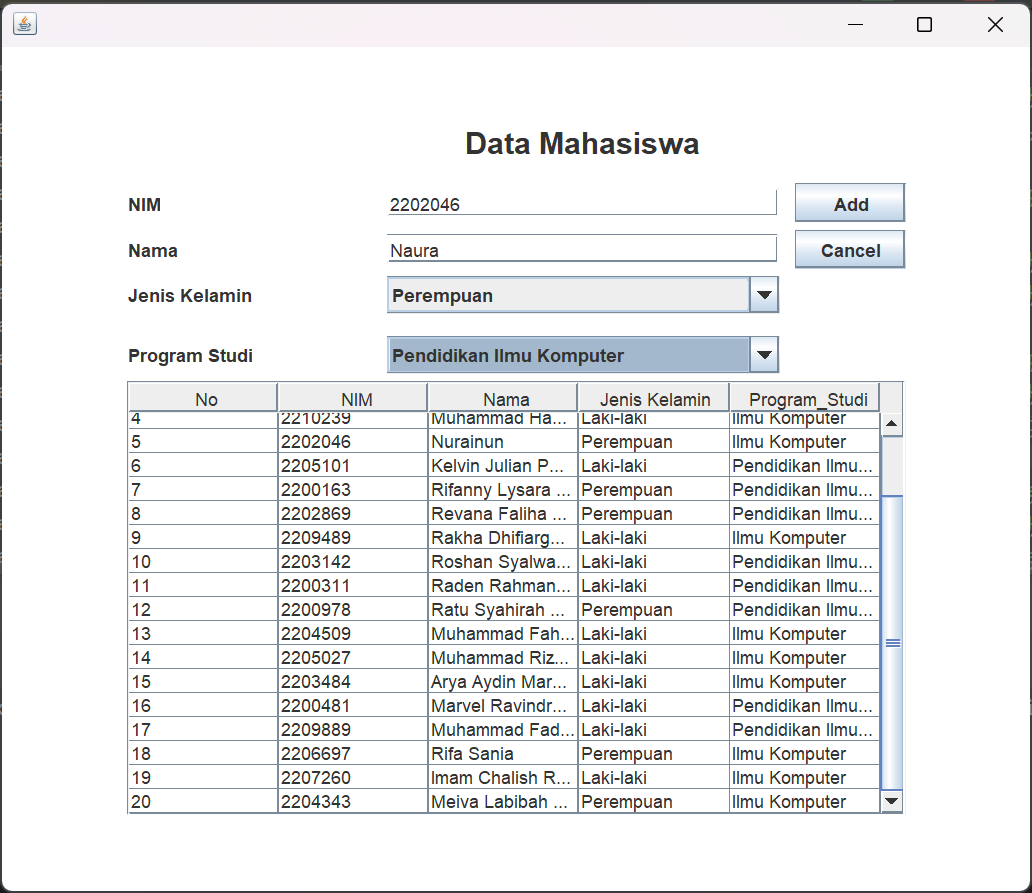 Data Mahasiswa
NIM 2202046 Add
Nama Naura Cancel
Jenis Kelamin Perempuan
Program Studi Pendidikan Ilmu Komputer
No NIM Nama Jenis Kelamin Program_Studi
4 2210239 Muhammad Ha... Laki-laki Ilmu Komputer
5 2202046 Nurainun Perempuan Ilmu Komputer
6 2205101 Kelvin Julian P... Laki-laki Pendidikan Ilmu...
7 2200163 Rifanny Lysara ... Perempuan Pendidikan Ilmu...
8 2202869 Revana Faliha ... Perempuan Pendidikan Ilmu...
9 2209489 Rakha Dhifiarg... Laki-laki Ilmu Komputer
10 2203142 Roshan Syalwa... Laki-laki Pendidikan Ilmu...
11 2200311 Raden Rahman... Laki-laki Pendidikan Ilmu...
12 2200978 Ratu Syahirah ... Perempuan Pendidikan Ilmu...
13 2204509 Muhammad Fah... Laki-laki Ilmu Komputer
14 2205027 Muhammad Riz... Laki-laki Ilmu Komputer
15 2203484 Arya Aydin Mar... Laki-laki Ilmu Komputer
16 2200481 Marvel Ravindr... Laki-laki Pendidikan Ilmu...
17 2209889 Muhammad Fad... Laki-laki Pendidikan Ilmu...
18 2206697 Rifa Sania Perempuan Ilmu Komputer
19 2207260 Imam Chalish R... Laki-laki Ilmu Komputer
20 2204343 Meiva Labibah ... Perempuan Ilmu Komputer